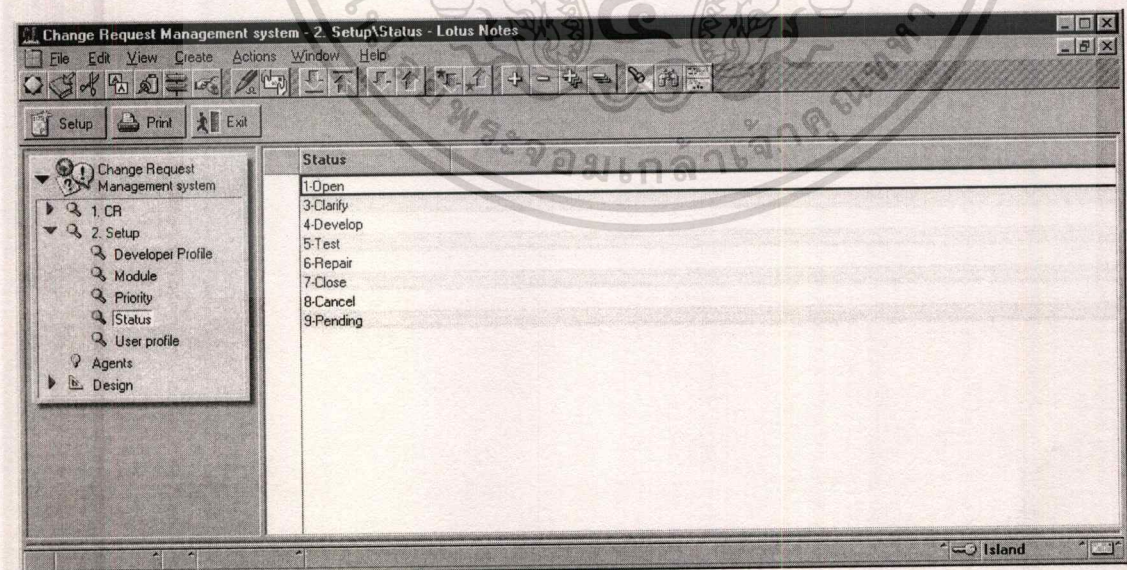 Change Request Management system - 2. Setup\Status - Lotus Notes
File Edit View Create Actions Window Help
Setup Print Exit
Change Request
Management system
1. CR
2. Setup
Developer Profile
Module
Priority
Status
User profile
Agents
Design
Status
1-Open
3-Clarify
4-Develop
5-Test
6-Repair
7-Close
8-Cancel
9-Pending
Island